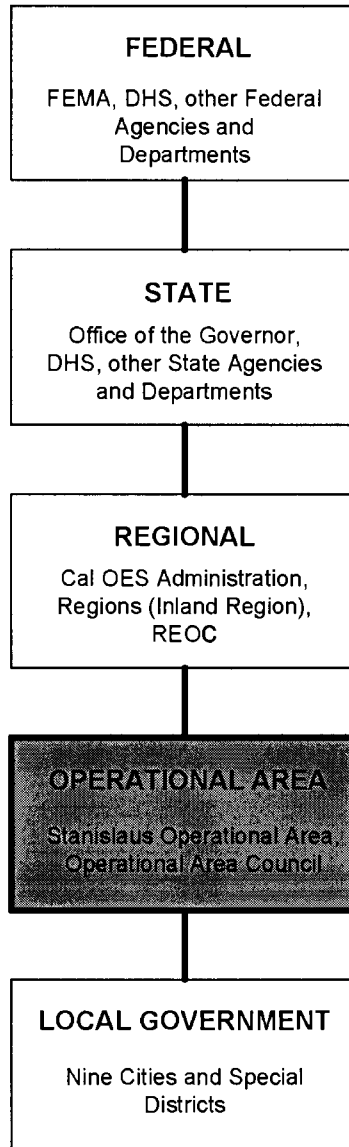 FEDERAL
FEMA, DHS, other Federal
Agencies and
Departments
STATE
Office of the Governor,
DHS, other State Agencies
and Departments
REGIONAL
Cal OES Administration,
Regions (Inland Region),
REOC
OPERATIONAL AREA
Stanislaus Operational Area,
Operational Area Council
LOCAL GOVERNMENT
Nine Cities and Special
Districts